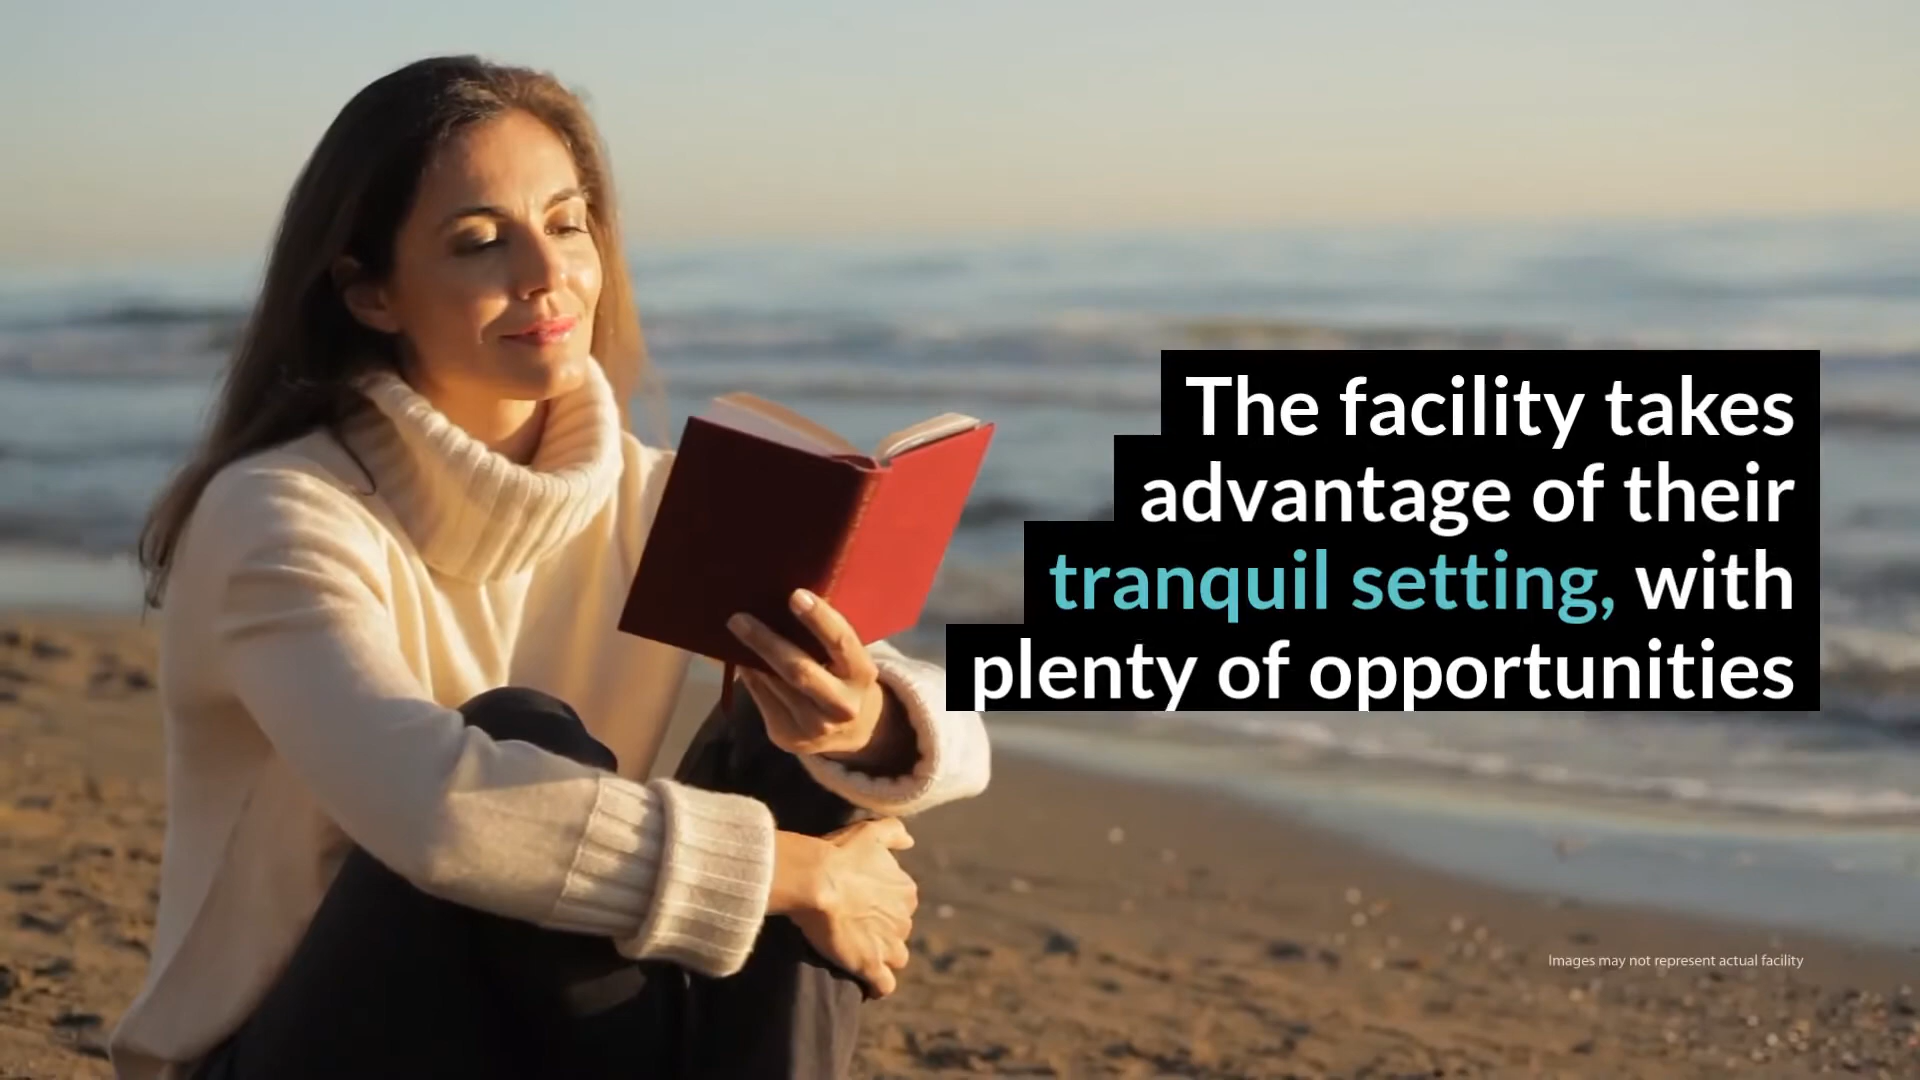 The facility takes
advantage of their
tranquil setting, with
plenty of opportunities
Images may not represent actual facility